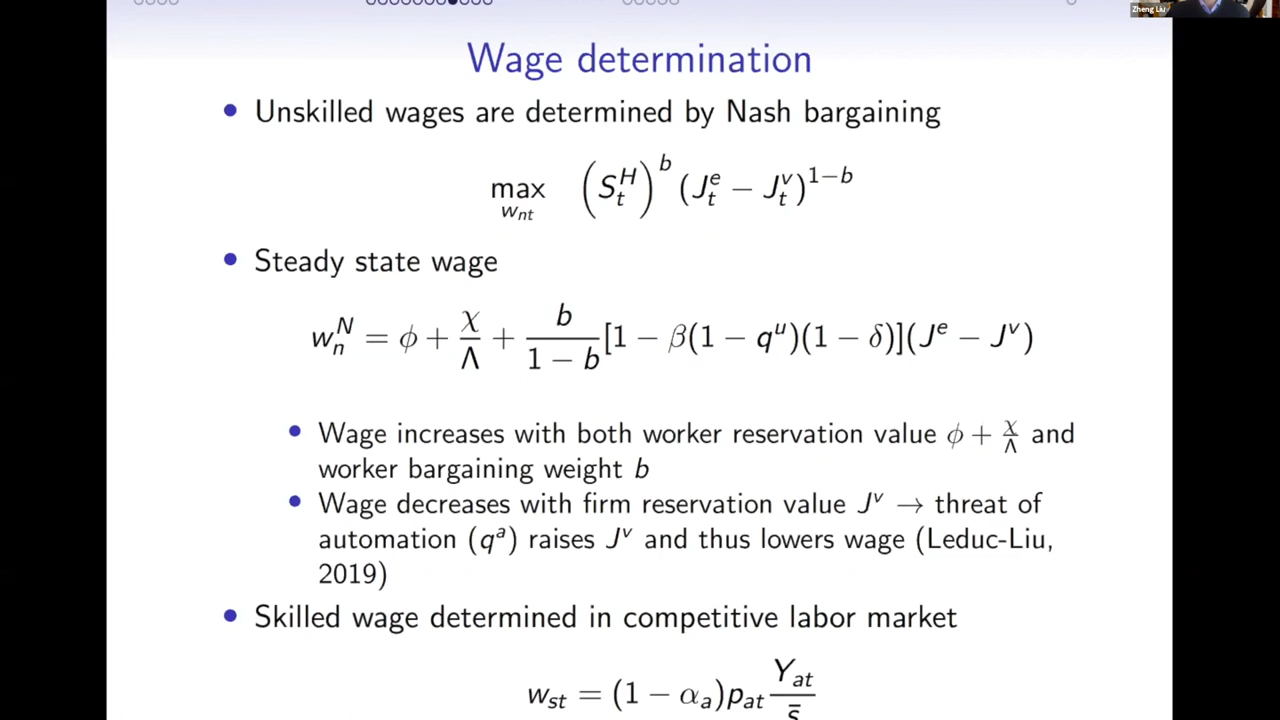 Zheng Liu
Wage determination
• Unskilled wages are determined by Nash bargaining
max_{w_{nt}} (S_t^H)^b (J_t^e − J_t^v)^{1−b}
• Steady state wage
w_n^N = ϕ + χ/Λ + b/(1 − b) [1 − β(1 − q^u)(1 − δ)](J^e − J^v)
• Wage increases with both worker reservation value ϕ + χ/Λ and
worker bargaining weight b
• Wage decreases with firm reservation value J^v → threat of
automation (q^a) raises J^v and thus lowers wage (Leduc-Liu,
2019)
• Skilled wage determined in competitive labor market
w_{st} = (1 − α_a)p_{at} Y_{at}/s̄